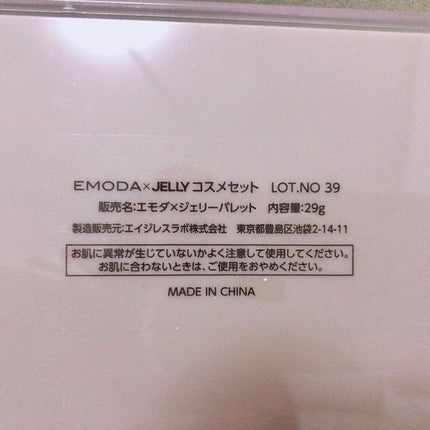 EMODA×JELLYコスメセット LOT.NO 39
販売名:エモダ×ジェリーパレット 内容量:29g
製造販売元:エイジレスラボ株式会社 東京都豊島区池袋2-14-11
お肌に異常が生じていないかよく注意して使用してください。
お肌に合わないときは、ご使用をおやめください。
MADE IN CHINA